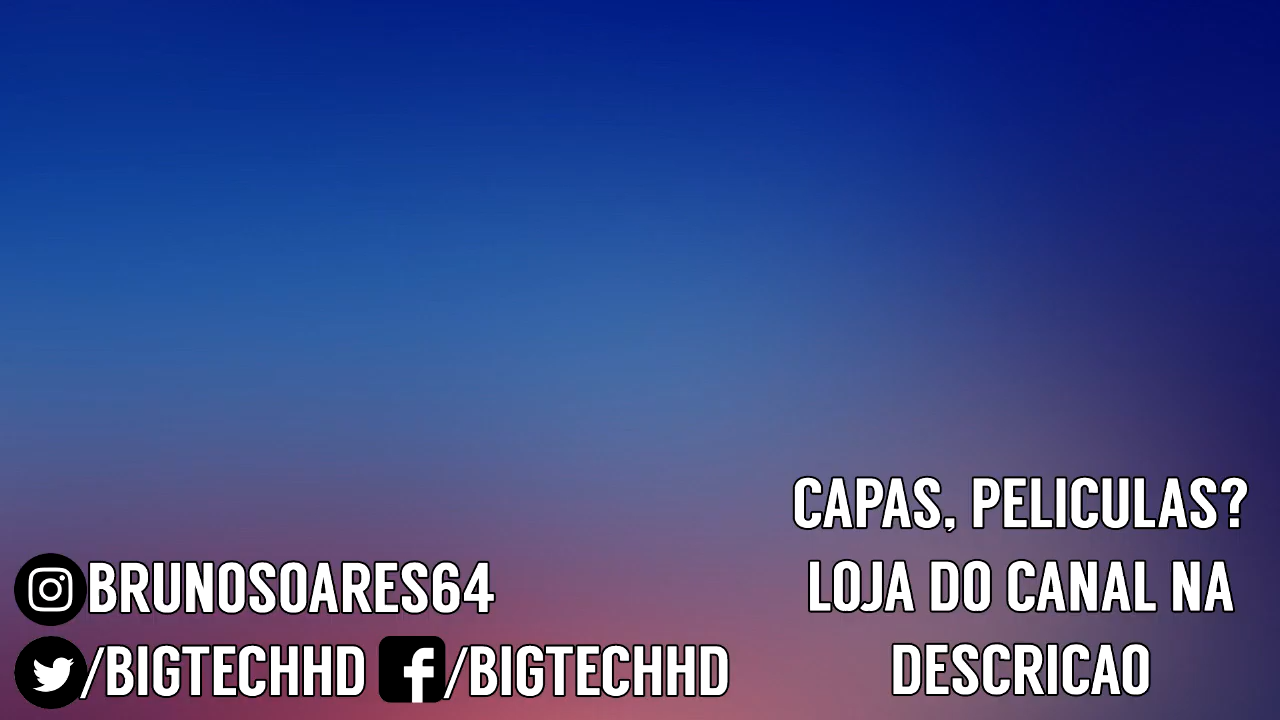 CAPAS, PELICULAS?
LOJA DO CANAL NA
DESCRICAO
BRUNOSOARES64
/BIGTECHHD /BIGTECHHD